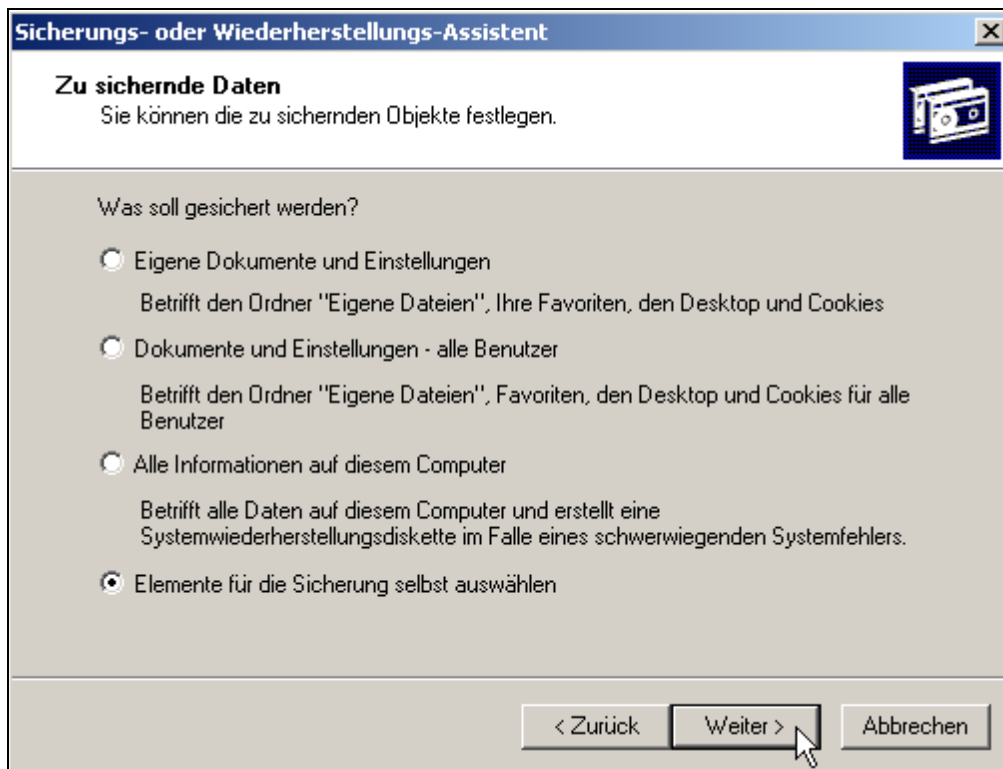 Sicherungs- oder Wiederherstellungs-Assistent
Zu sichernde Daten
Sie können die zu sichernden Objekte festlegen.
Was soll gesichert werden?
Eigene Dokumente und Einstellungen
Betrifft den Ordner "Eigene Dateien", Ihre Favoriten, den Desktop und Cookies
Dokumente und Einstellungen - alle Benutzer
Betrifft den Ordner "Eigene Dateien", Favoriten, den Desktop und Cookies für alle
Benutzer
Alle Informationen auf diesem Computer
Betrifft alle Daten auf diesem Computer und erstellt eine
Systemwiederherstellungsdiskette im Falle eines schwerwiegenden Systemfehlers.
Elemente für die Sicherung selbst auswählen
< Zurück Weiter > Abbrechen